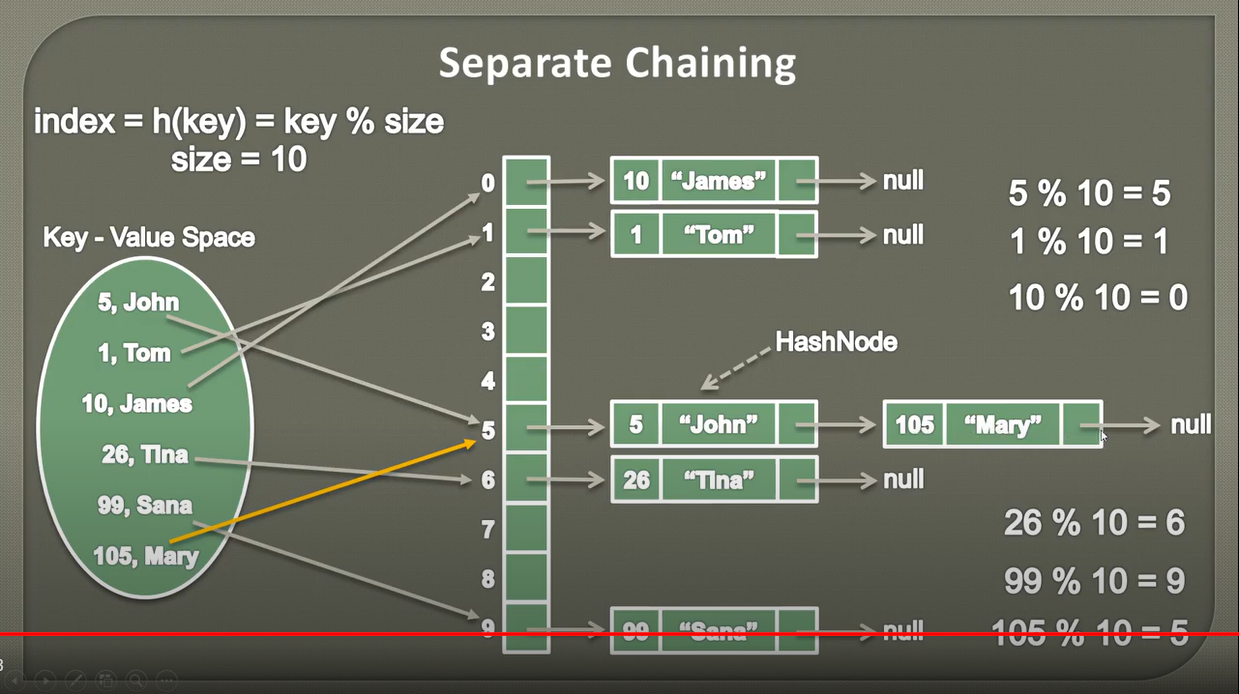 Separate Chaining
index = h(key) = key % size
size = 10
Key - Value Space
5, John
1, Tom
10, James
26, Tina
99, Sana
105, Mary
0
1
2
3
4
5
6
7
8
9
10 “James” null
1 “Tom” null
HashNode
5 “John” 105 “Mary” null
26 “Tina” null
99 “Sana” null
5 % 10 = 5
1 % 10 = 1
10 % 10 = 0
26 % 10 = 6
99 % 10 = 9
105 % 10 = 5